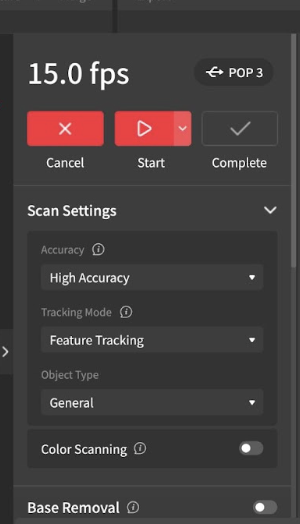 15.0 fps
POP 3
Cancel
Start
Complete
Scan Settings
Accuracy
High Accuracy
Tracking Mode
Feature Tracking
Object Type
General
Color Scanning
Base Removal